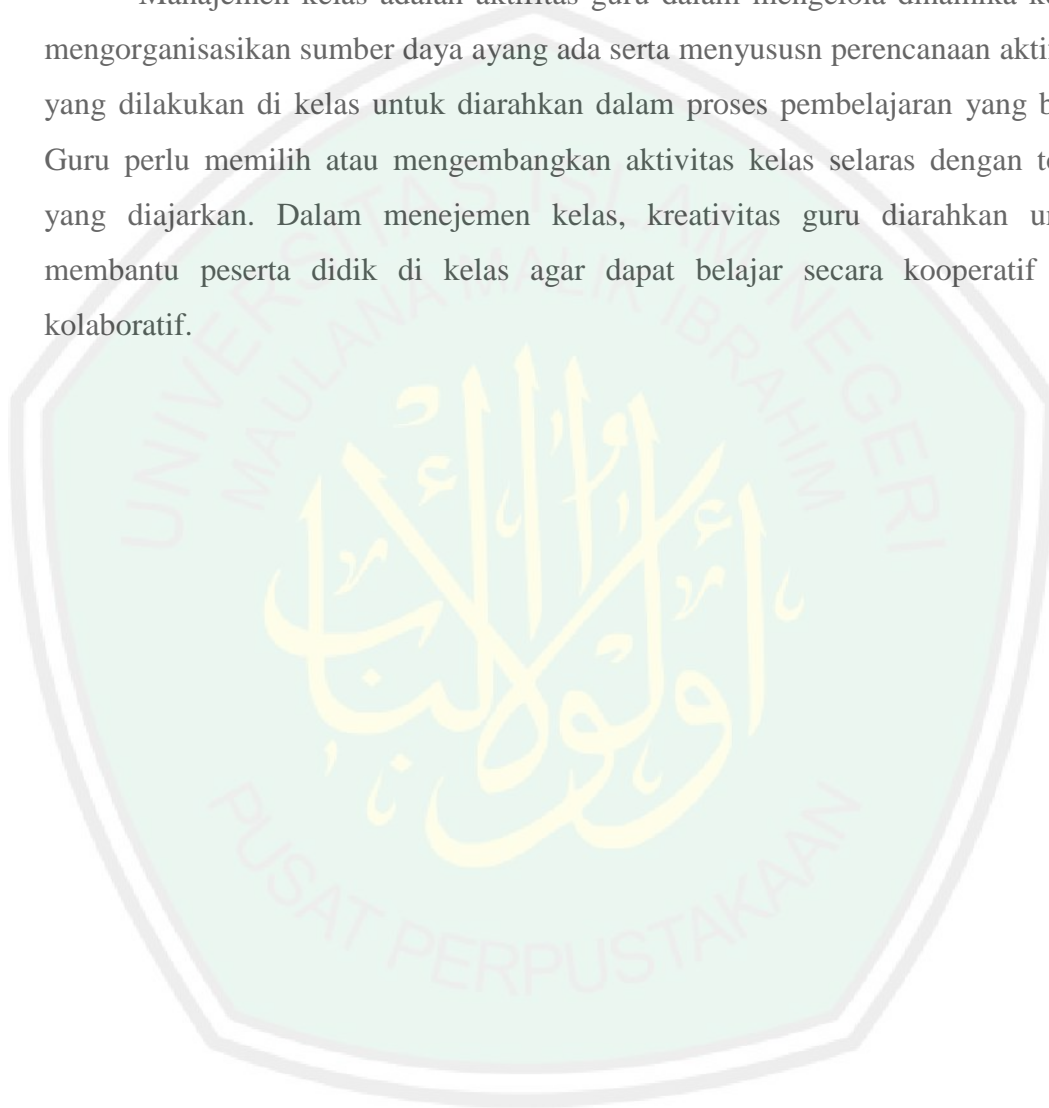 Manajemen kelas adalah aktifitas guru dalam mengelola dinamika
mengorganisasikan sumber daya ayang ada serta menyususn perencanaan
yang dilakukan di kelas untuk diarahkan dalam proses pembelajaran yang
Guru perlu memilih atau mengembangkan aktivitas kelas selaras dengan
yang diajarkan. Dalam menejemen kelas, kreativitas guru diarahkan
membantu peserta didik di kelas agar dapat belajar secara kooperatif
kolaboratif.
UNIVERSITAS ISLAM NEGERI
MAULANA MALIK IBRAHIM
PUSAT PERPUSTAKAAN